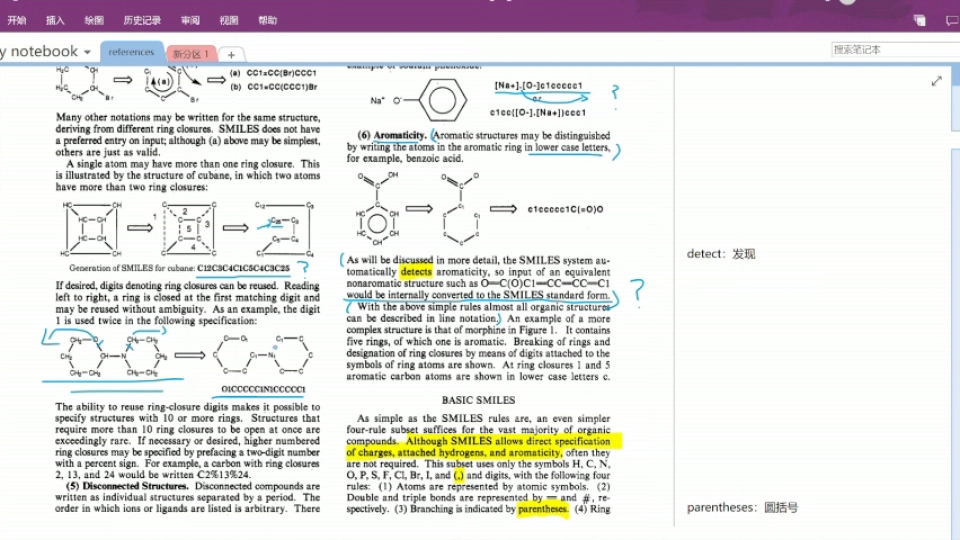 开始 插入 绘图 历史记录 审阅 视图 帮助
y notebook references 新分区 1 +
搜索笔记本
(a) CC1=CC(Br)CCC1
(b) CC1=CC(CCC1)Br
Many other notations may be written for the same structure,
deriving from different ring closures. SMILES does not have
a preferred entry on input; although (a) above may be simplest,
others are just as valid.
A single atom may have more than one ring closure. This
is illustrated by the structure of cubane, in which two atoms
have more than two ring closures:
Generation of SMILES for cubane: C12C3C4C1C5C4C3C25 ?
If desired, digits denoting ring closures can be reused. Reading
left to right, a ring is closed at the first matching digit and
may be reused without ambiguity. As an example, the digit
1 is used twice in the following specification:
O1CCCCC1N1CCCCC1
The ability to reuse ring-closure digits makes it possible to
specify structures with 10 or more rings. Structures that
require more than 10 ring closures to be open at once are
exceedingly rare. If necessary or desired, higher numbered
ring closures may be specified by prefacing a two-digit number
with a percent sign. For example, a carbon with ring closures
2, 13, and 24 would be written C2%13%24.
(5) Disconnected Structures. Disconnected compounds are
written as individual structures separated by a period. The
order in which ions or ligands are listed is arbitrary. There
Na⁺ O⁻
[Na+].[O-]c1ccccc1 ?
or
c1cc([O-].[Na+])ccc1
(6) Aromaticity. (Aromatic structures may be distinguished
by writing the atoms in the aromatic ring in lower case letters,)
for example, benzoic acid.
c1ccccc1C(=O)O
(As will be discussed in more detail, the SMILES system au-
tomatically detects aromaticity, so input of an equivalent
nonaromatic structure such as O=C(O)C1=CC=CC=C1
would be internally converted to the SMILES standard form.) ?
(With the above simple rules almost all organic structures
can be described in line notation.) An example of a more
complex structure is that of morphine in Figure 1. It contains
five rings, of which one is aromatic. Breaking of rings and
designation of ring closures by means of digits attached to the
symbols of ring atoms are shown. At ring closures 1 and 5
aromatic carbon atoms are shown in lower case letters c.
BASIC SMILES
As simple as the SMILES rules are, an even simpler
four-rule subset suffices for the vast majority of organic
compounds. Although SMILES allows direct specification
of charges, attached hydrogens, and aromaticity, often they
are not required. This subset uses only the symbols H, C, N,
O, P, S, F, Cl, Br, I, and (,) and digits, with the following four
rules: (1) Atoms are represented by atomic symbols. (2)
Double and triple bonds are represented by = and #, re-
spectively. (3) Branching is indicated by parentheses. (4) Ring
detect: 发现
parentheses: 圆括号